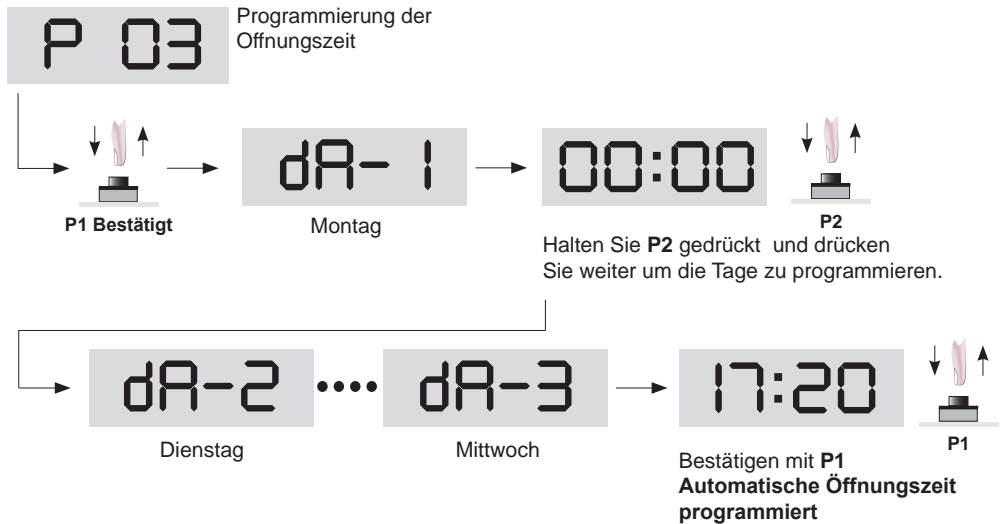 P 03
Programmierung der
Offnungszeit
P1 Bestätigt
dA-1
Montag
00:00
P2
Halten Sie P2 gedrückt und drücken
Sie weiter um die Tage zu programmieren.
dA-2
Dienstag
dA-3
Mittwoch
17:20
P1
Bestätigen mit P1
Automatische Öffnungszeit
programmiert